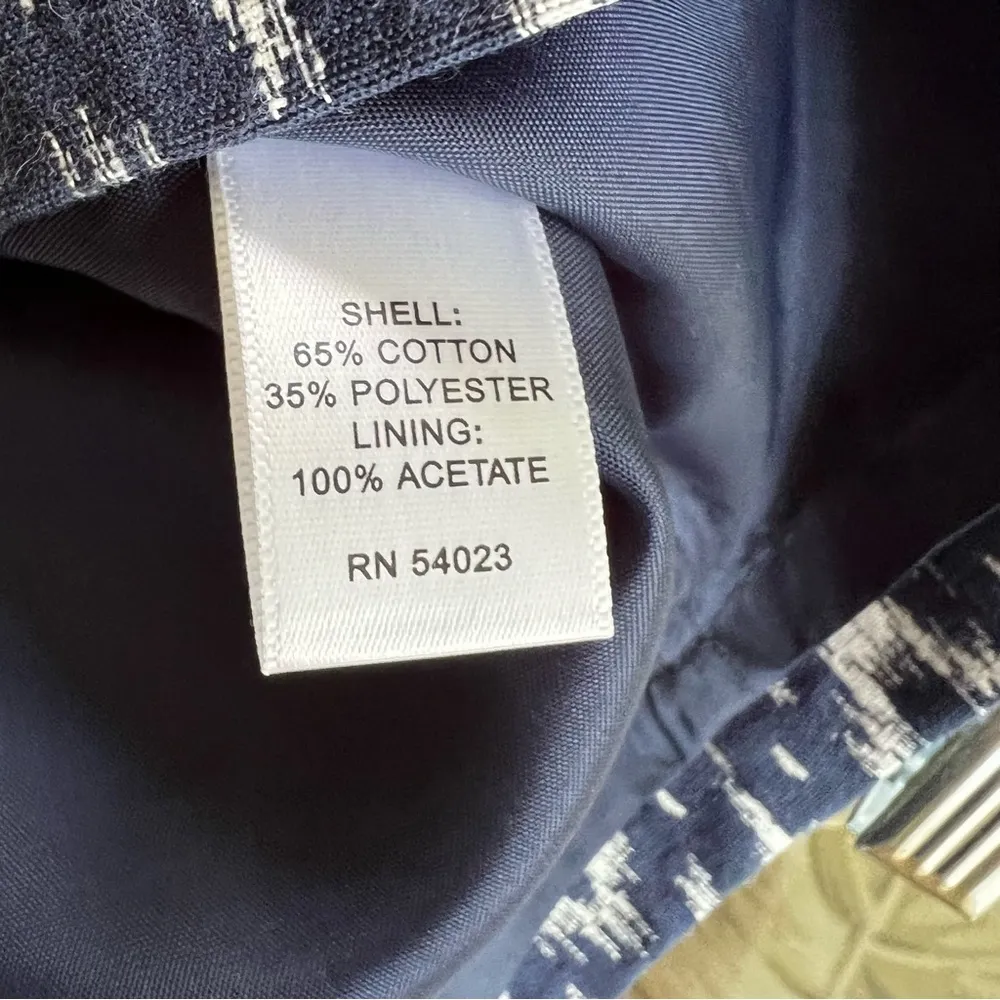 SHELL:
65% COTTON
35% POLYESTER
LINING:
100% ACETATE
RN 54023